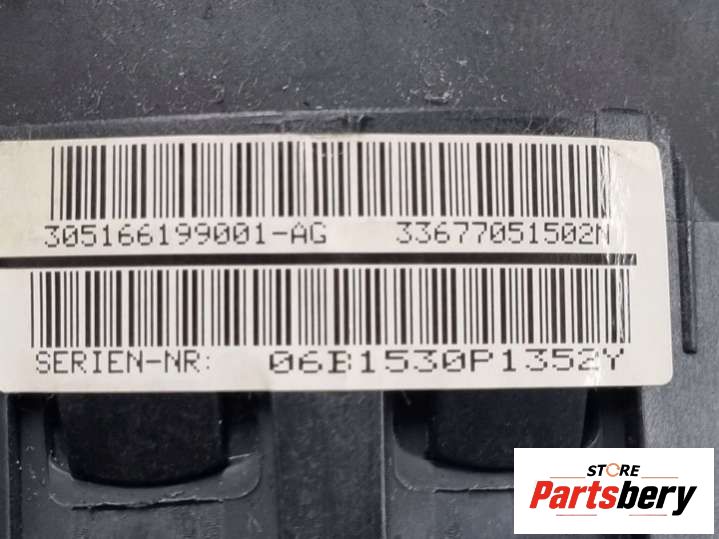 305166199001-AG 33677051502N
SERIEN-NR: 06B1530P1352Y
STORE
Partsbery